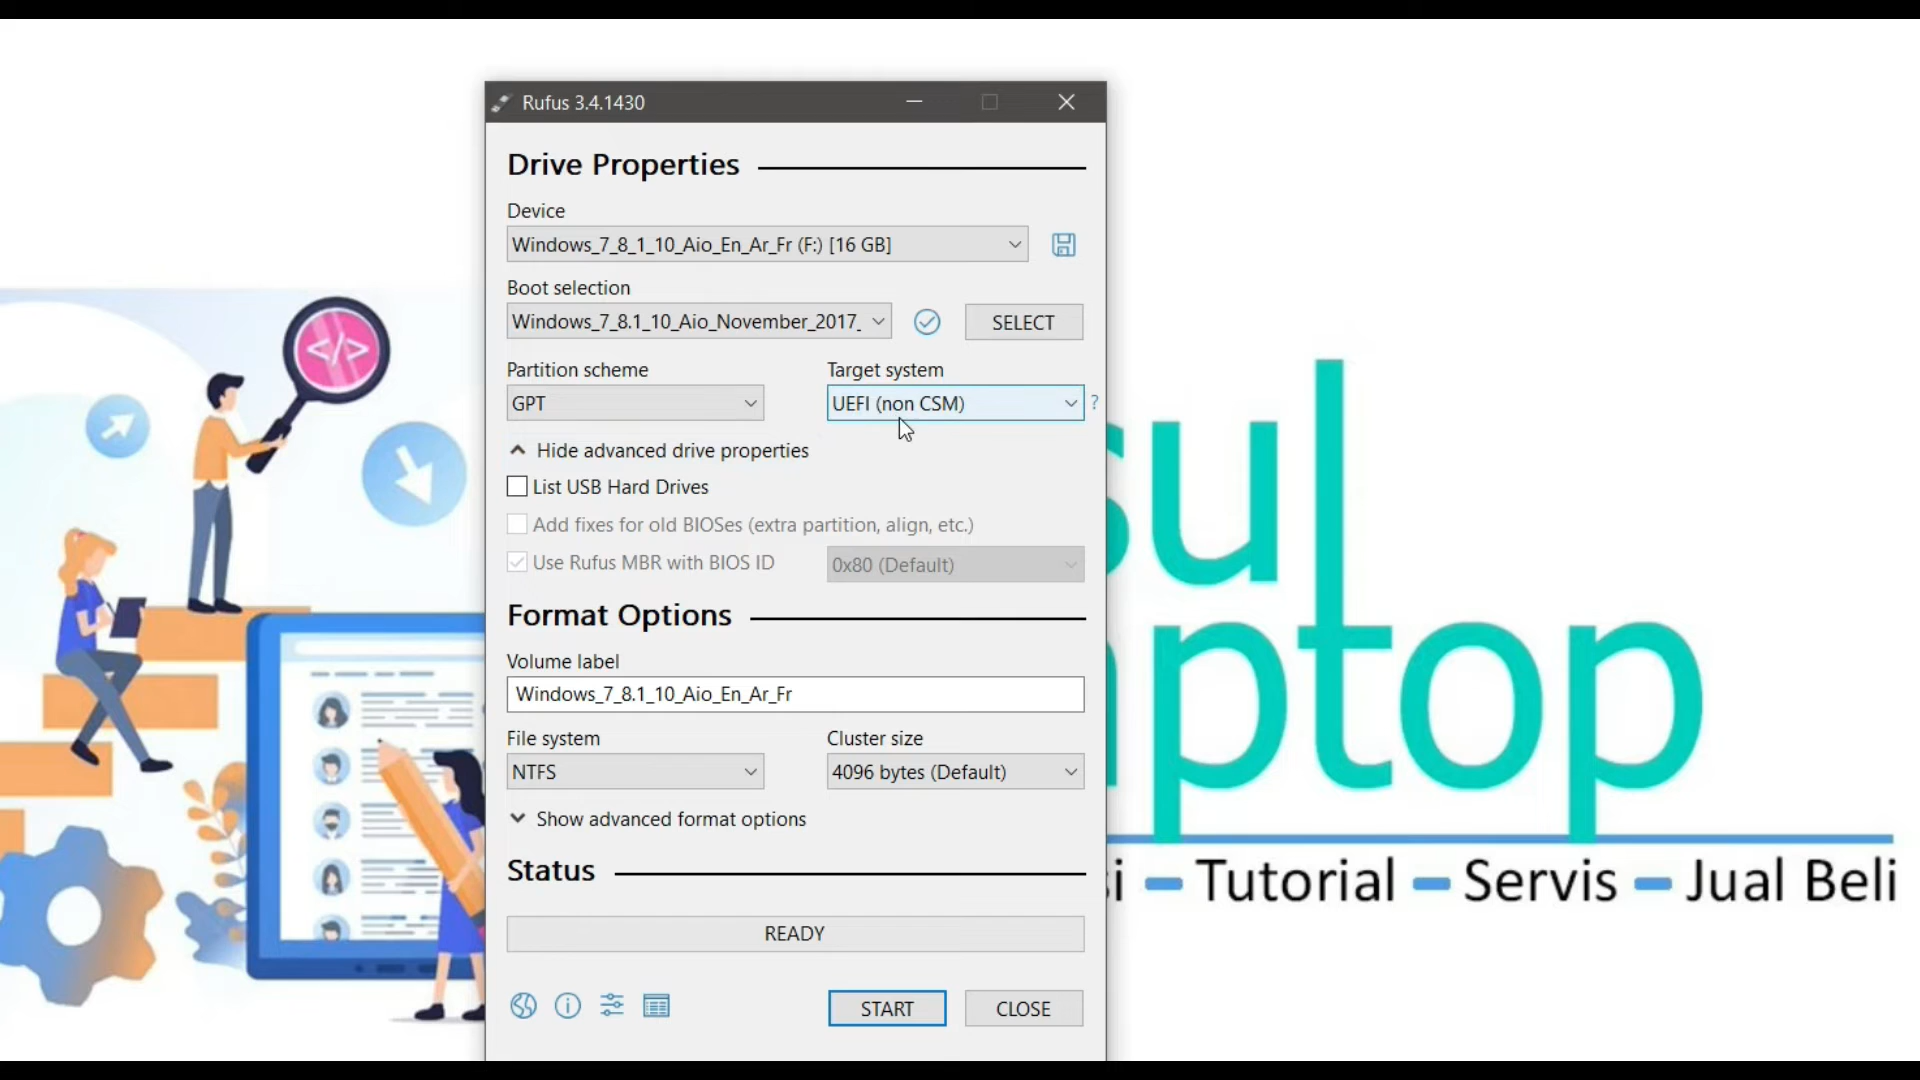 Rufus 3.4.1430
Drive Properties
Device
Windows_7_8_1_10_Aio_En_Ar_Fr (F:) [16 GB]
Boot selection
Windows_7_8.1_10_Aio_November_2017_
SELECT
Partition scheme
Target system
GPT
UEFI (non CSM)
?
Hide advanced drive properties
List USB Hard Drives
Add fixes for old BIOSes (extra partition, align, etc.)
Use Rufus MBR with BIOS ID
0x80 (Default)
Format Options
Volume label
Windows_7_8.1_10_Aio_En_Ar_Fr
File system
Cluster size
NTFS
4096 bytes (Default)
Show advanced format options
Status
READY
START
CLOSE
</>
su
ptop
si – Tutorial – Servis – Jual Beli